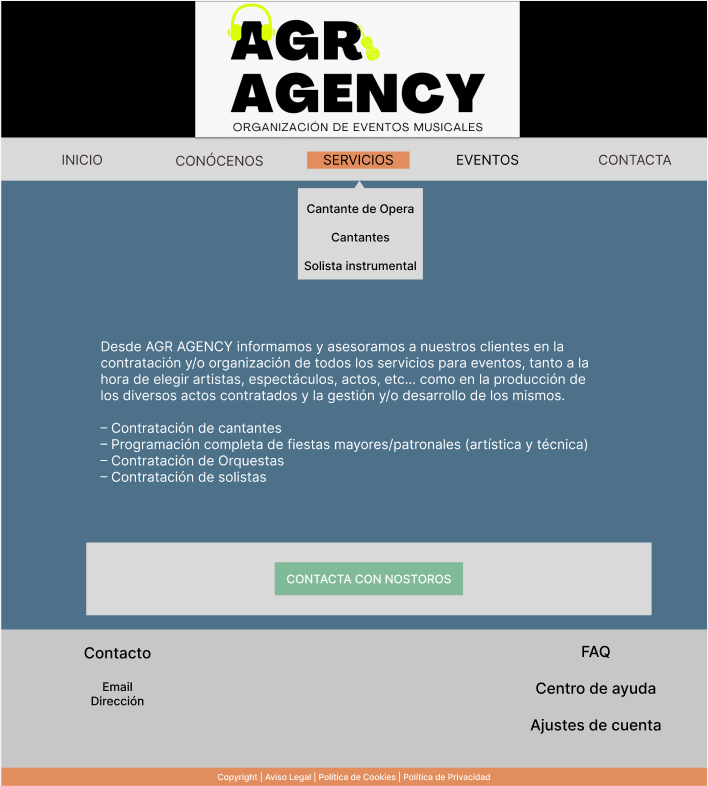 AGR
AGENCY
ORGANIZACIÓN DE EVENTOS MUSICALES
INICIO
CONÓCENOS
SERVICIOS
EVENTOS
CONTACTA
Cantante de Opera
Cantantes
Solista instrumental
Desde AGR AGENCY informamos y asesoramos a nuestros clientes en la
contratación y/o organización de todos los servicios para eventos, tanto a la
hora de elegir artistas, espectáculos, actos, etc... como en la producción de
los diversos actos contratados y la gestión y/o desarrollo de los mismos.
– Contratación de cantantes
– Programación completa de fiestas mayores/patronales (artística y técnica)
– Contratación de Orquestas
– Contratación de solistas
CONTACTA CON NOSTOROS
Contacto
Email
Dirección
FAQ
Centro de ayuda
Ajustes de cuenta
Copyright | Aviso Legal | Política de Cookies | Política de Privacidad